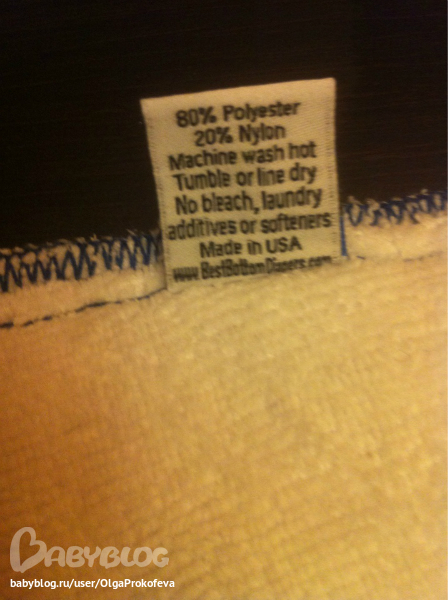 80% Polyester
20% Nylon
Machine wash hot
Tumble or line dry
No bleach, laundry
additives or softeners
Made in USA
www.BestBottomDiapers.com
BABYBLOG
babyblog.ru/user/OlgaProkofeva